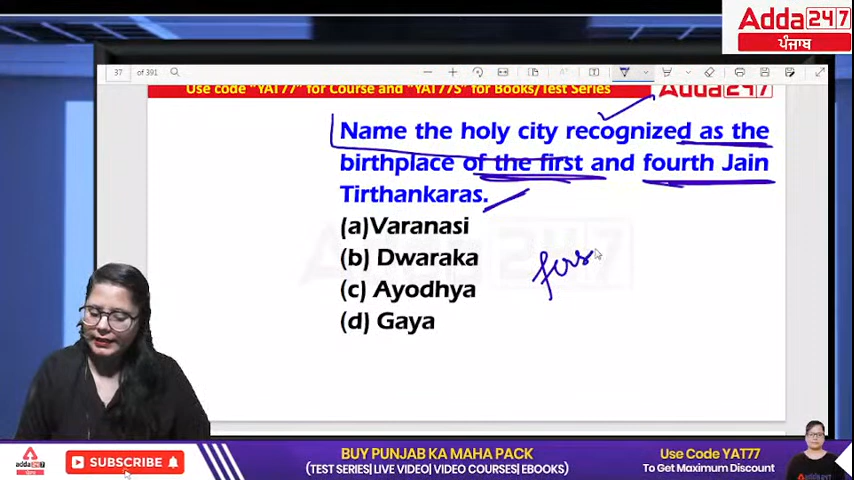 Adda247
ਪੰਜਾਬ
37 of 391
Use code "YAT77" for Course and "YAT77S" for Books/Test Series
Adda247
Name the holy city recognized as the
birthplace of the first and fourth Jain
Tirthankaras.
(a)Varanasi
(b) Dwaraka
(c) Ayodhya
(d) Gaya
adda247
SUBSCRIBE
BUY PUNJAB KA MAHA PACK
(TEST SERIES| LIVE VIDEO| VIDEO COURSES| EBOOKS)
Use Code YAT77
To Get Maximum Discount